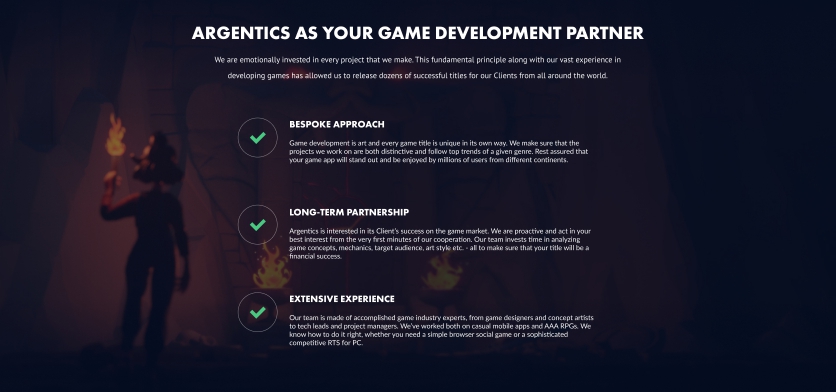 ARGENTICS AS YOUR GAME DEVELOPMENT PARTNER
We are emotionally invested in every project that we make. This fundamental principle along with our vast experience in
developing games has allowed us to release dozens of successful titles for our Clients from all around the world.
BESPOKE APPROACH
Game development is art and every game title is unique in its own way. We make sure that the
projects we work on are both distinctive and follow top trends of a given genre. Rest assured that
your game app will stand out and be enjoyed by millions of users from different continents.
LONG-TERM PARTNERSHIP
Argentics is interested in its Client's success on the game market. We are proactive and act in your
best interest from the very first minutes of our cooperation. Our team invests time in analyzing
game concepts, mechanics, target audience, art style etc. - all to make sure that your title will be a
financial success.
EXTENSIVE EXPERIENCE
Our team is made of accomplished game industry experts, from game designers and concept artists
to tech leads and project managers. We've worked both on casual mobile apps and AAA RPGs. We
know how to do it right, whether you need a simple browser social game or a sophisticated
competitive RTS for PC.